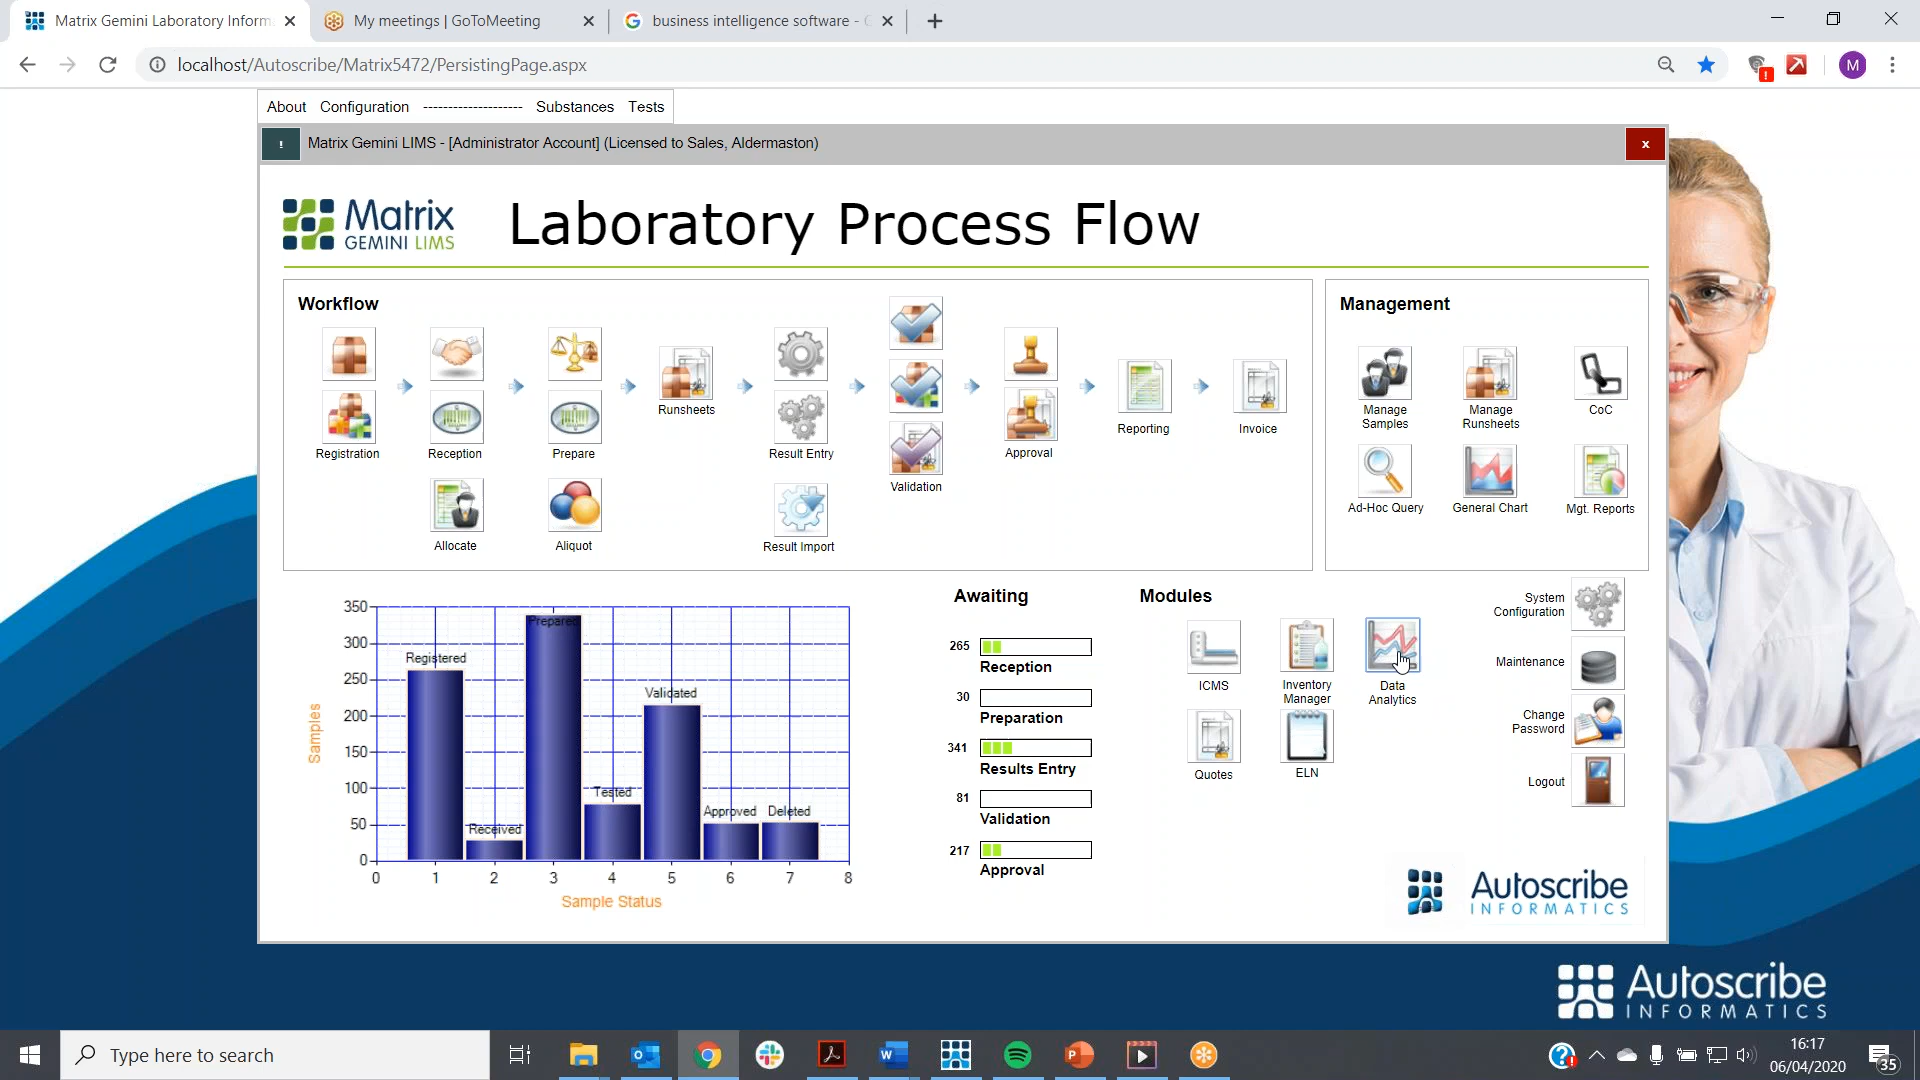 Matrix Gemini Laboratory Inform
My meetings | GoToMeeting
business intelligence software - G
localhost/Autoscribe/Matrix5472/PersistingPage.aspx
M
About Configuration -------------------- Substances Tests
! Matrix Gemini LIMS - [Administrator Account] (Licensed to Sales, Aldermaston) x
Matrix
GEMINI LIMS
Laboratory Process Flow
Workflow
Registration
Reception
Allocate
Prepare
Aliquot
Runsheets
Result Entry
Result Import
Validation
Approval
Reporting
Invoice
Management
Manage
Samples
Manage
Runsheets
CoC
Ad-Hoc Query
General Chart
Mgt. Reports
350
300
250
200
150
100
50
0
Samples
Registered
Received
Prepared
Tested
Validated
Approved
Deleted
0 1 2 3 4 5 6 7 8
Sample Status
Awaiting
265
Reception
30
Preparation
341
Results Entry
81
Validation
217
Approval
Modules
ICMS
Inventory
Manager
Data
Analytics
Quotes
ELN
System
Configuration
Maintenance
Change
Password
Logout
Autoscribe
INFORMATICS
Autoscribe
INFORMATICS
Type here to search
16:17
06/04/2020
35